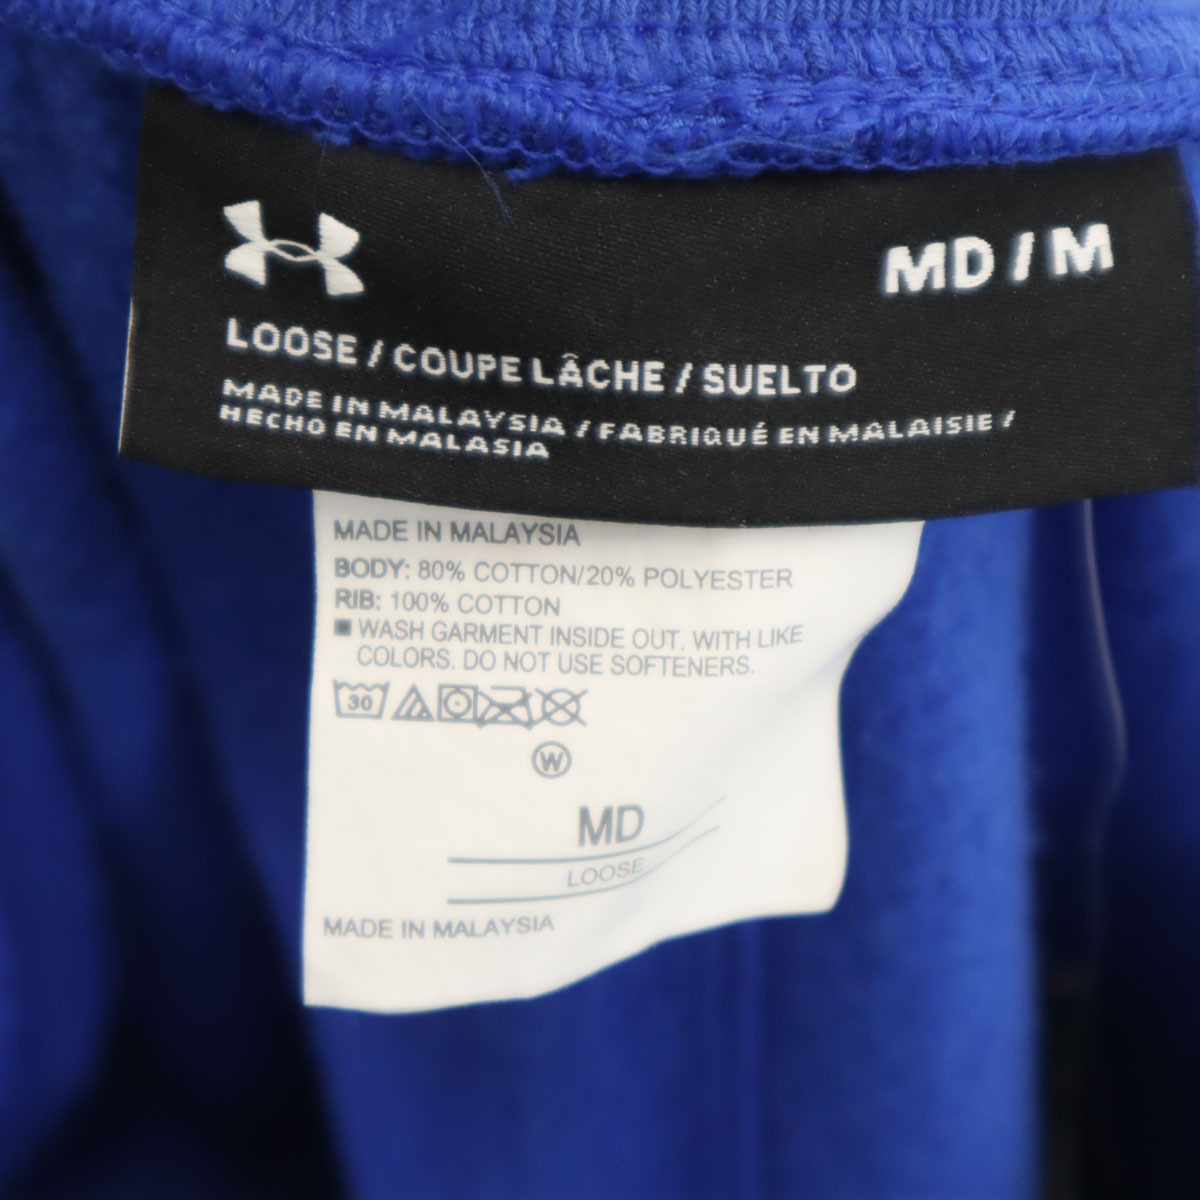 MD / M
LOOSE / COUPE LÂCHE / SUELTO
MADE IN MALAYSIA / FABRIQUÉ EN MALAISIE /
HECHO EN MALASIA
MADE IN MALAYSIA
BODY: 80% COTTON/20% POLYESTER
RIB: 100% COTTON
■ WASH GARMENT INSIDE OUT. WITH LIKE
COLORS. DO NOT USE SOFTENERS.
30
W
MD
LOOSE
MADE IN MALAYSIA